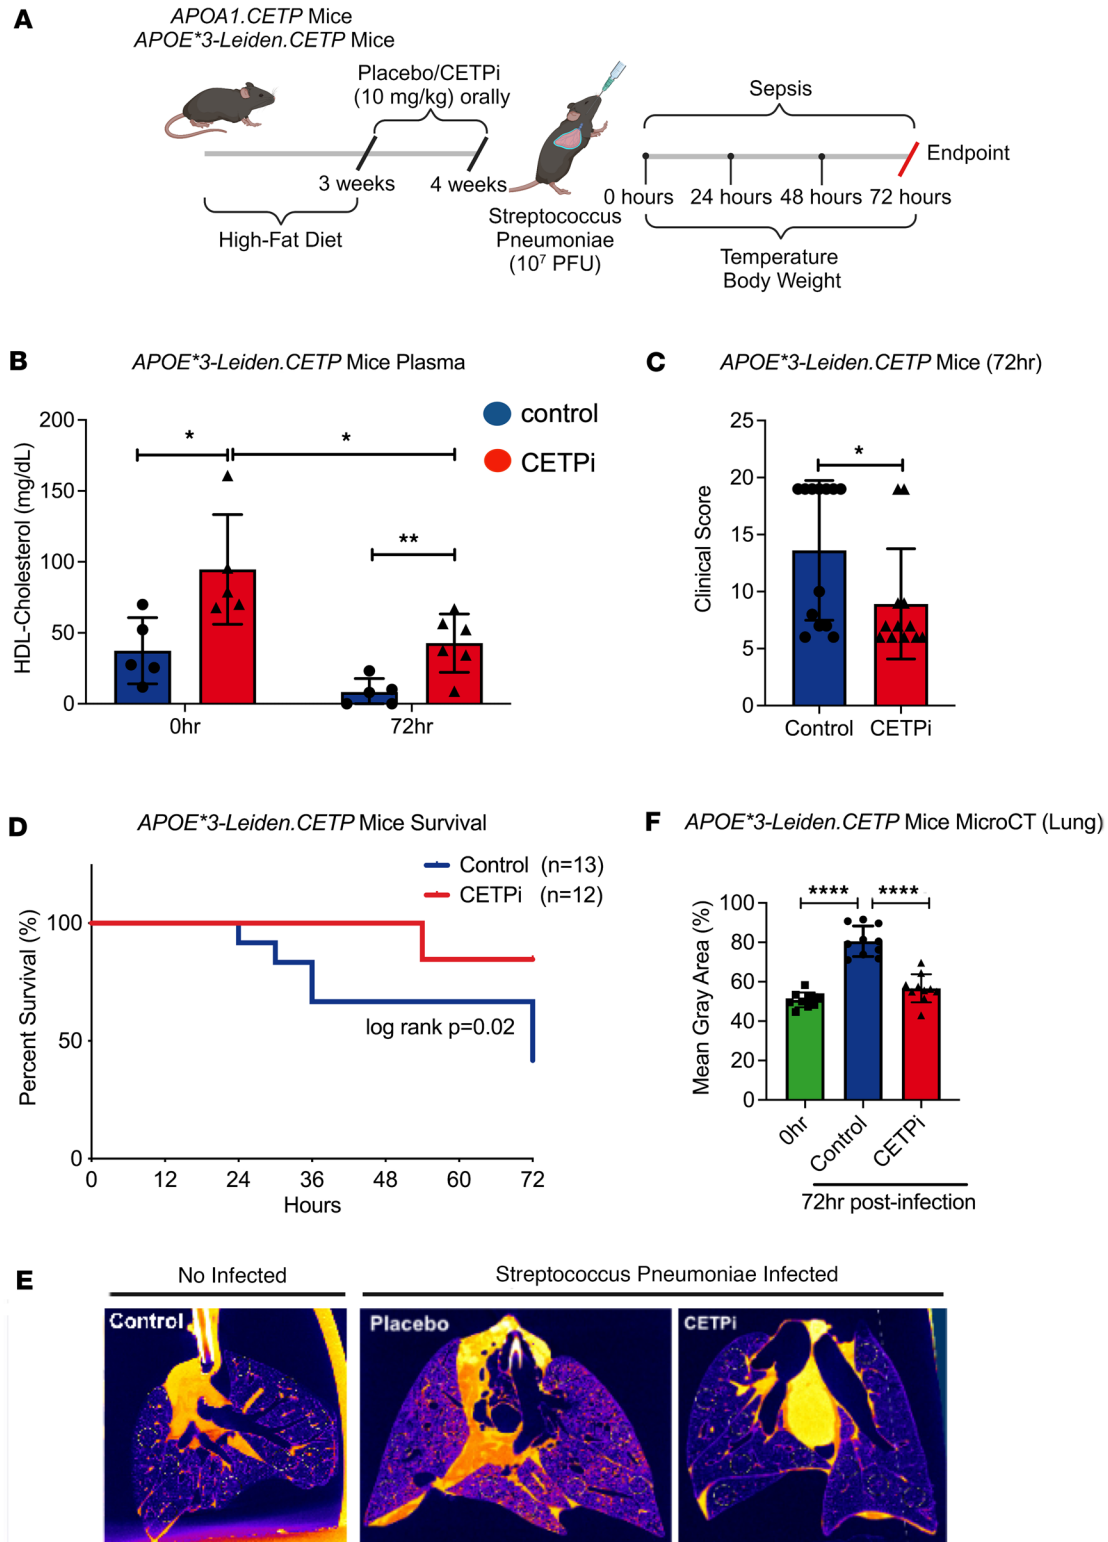 A
APOA1.CETP Mice
APOE*3-Leiden.CETP Mice
Placebo/CETPi
(10 mg/kg) orally
3 weeks
4 weeks
High-Fat Diet
Streptococcus
Pneumoniae
(10⁷ PFU)
Sepsis
Endpoint
0 hours
24 hours
48 hours
72 hours
Temperature
Body Weight
B
APOE*3-Leiden.CETP Mice Plasma
HDL-Cholesterol (mg/dL)
200
150
100
50
0
*
*
**
0hr
72hr
control
CETPi
C
APOE*3-Leiden.CETP Mice (72hr)
Clinical Score
25
20
15
10
5
0
*
Control
CETPi
D
APOE*3-Leiden.CETP Mice Survival
Control (n=13)
CETPi (n=12)
Percent Survival (%)
100
50
0
log rank p=0.02
0
12
24
36
48
60
72
Hours
F
APOE*3-Leiden.CETP Mice MicroCT (Lung)
Mean Gray Area (%)
100
80
60
40
20
0
****
****
0hr
Control
CETPi
72hr post-infection
E
No Infected
Streptococcus Pneumoniae Infected
Control
Placebo
CETPi